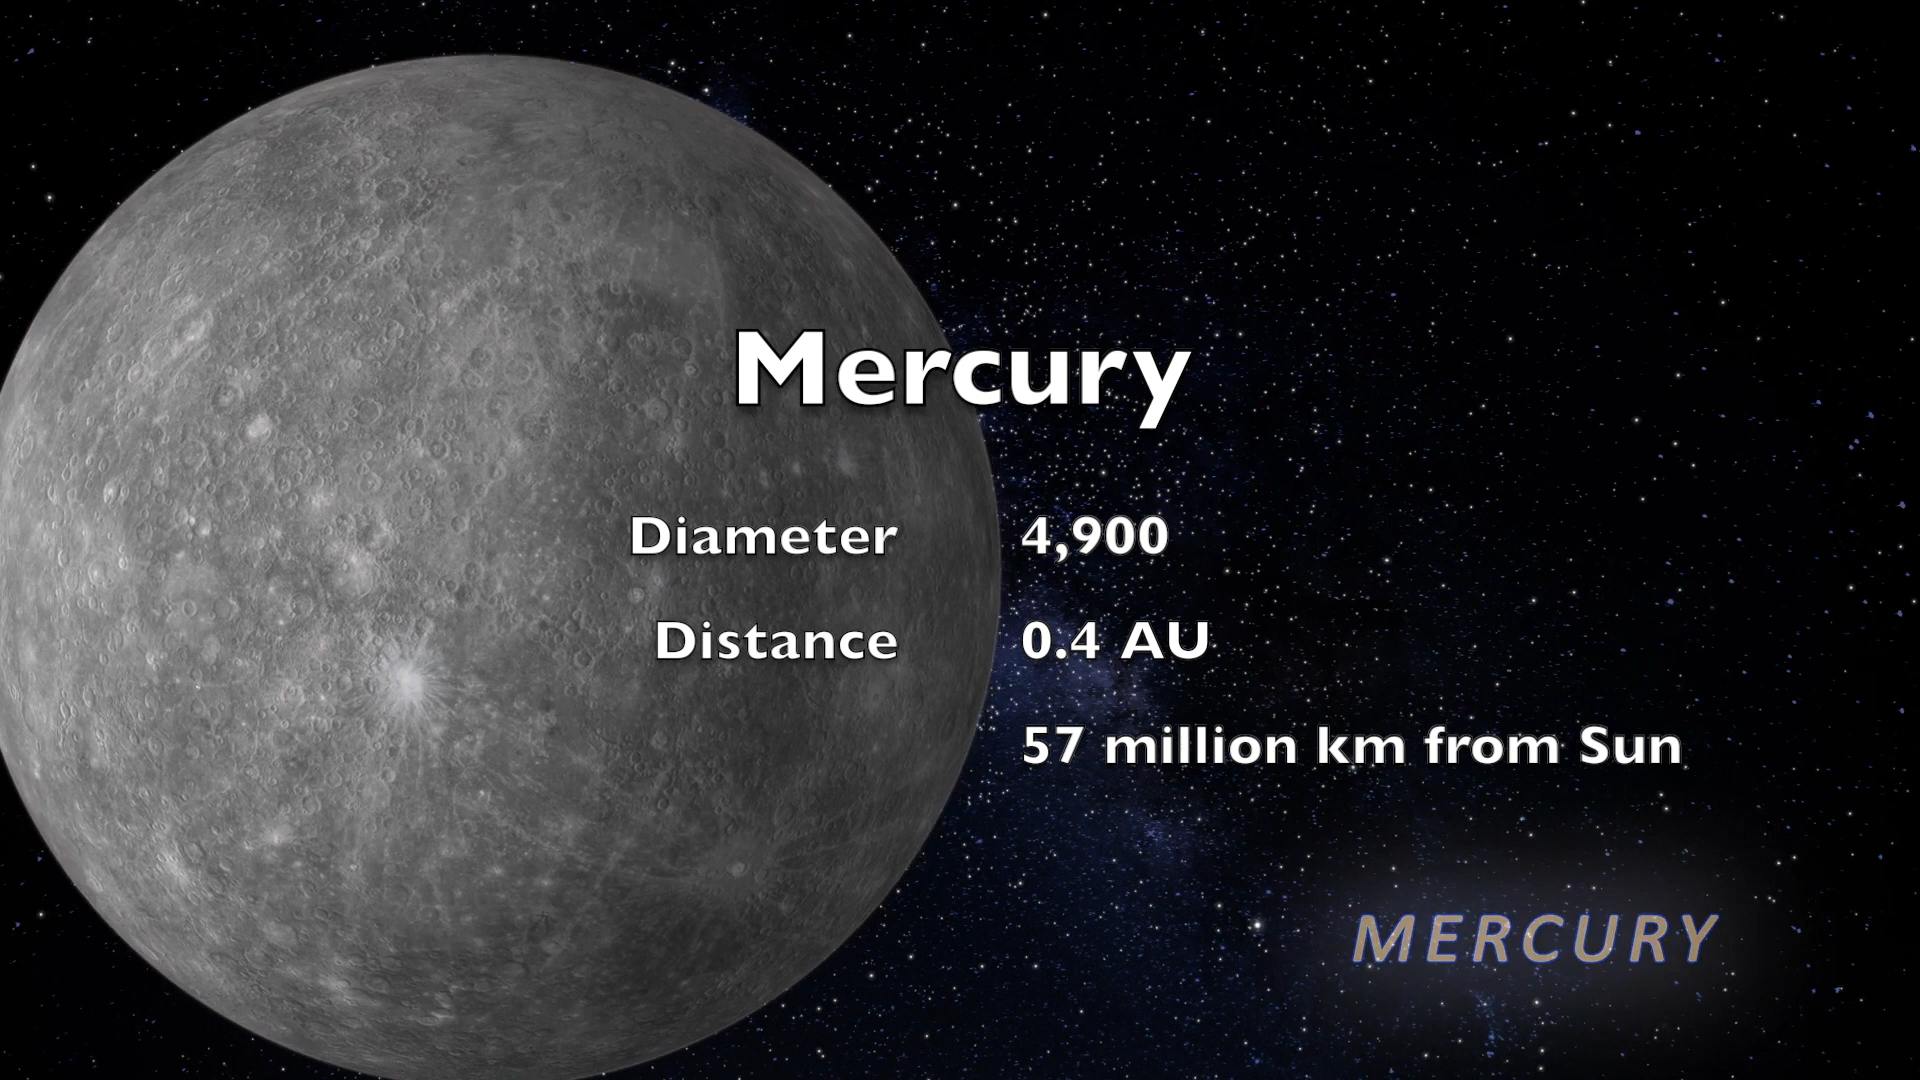 Mercury
Diameter 4,900
Distance 0.4 AU
57 million km from Sun
MERCURY